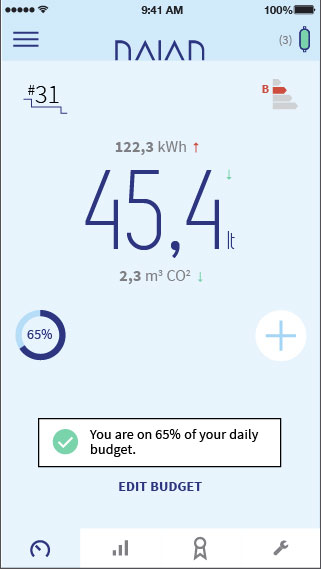 9:41 AM
100%
(3)
NAIAN
#31
B
122,3 kWh ↑
45,4 lt ↓
2,3 m³ CO² ↓
65%
You are on 65% of your daily
budget.
EDIT BUDGET